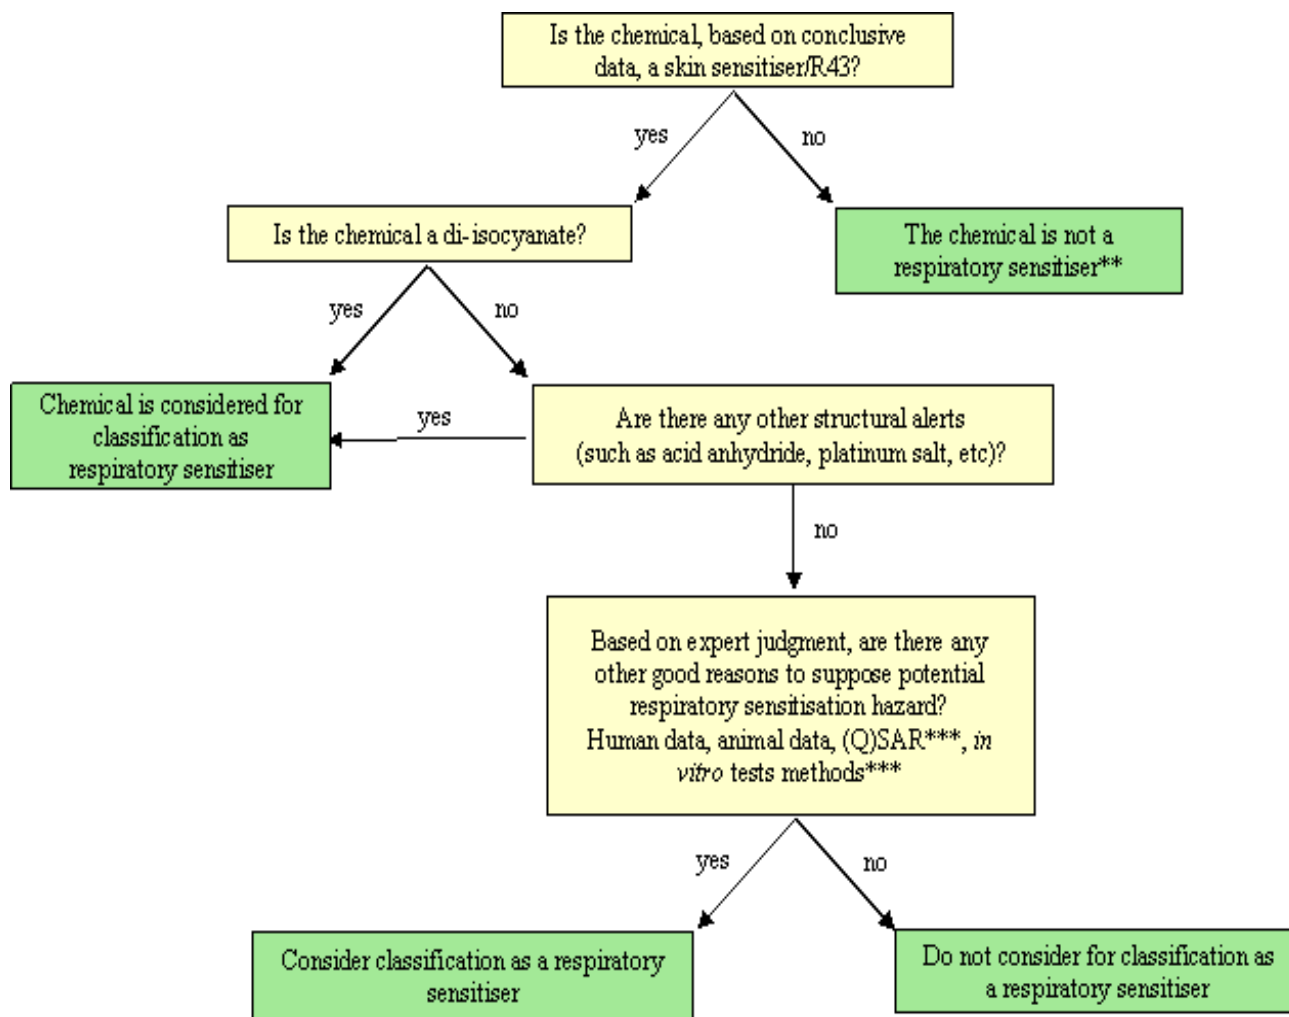 Is the chemical, based on conclusive
data, a skin sensitiser/R43?
yes
no
Is the chemical a di-isocyanate?
The chemical is not a
respiratory sensitiser**
yes
no
Chemical is considered for
classification as
respiratory sensitiser
yes
Are there any other structural alerts
(such as acid anhydride, platinum salt, etc)?
no
Based on expert judgment, are there any
other good reasons to suppose potential
respiratory sensitisation hazard?
Human data, animal data, (Q)SAR***, in
vitro tests methods***
yes
no
Consider classification as a respiratory
sensitiser
Do not consider for classification as
a respiratory sensitiser